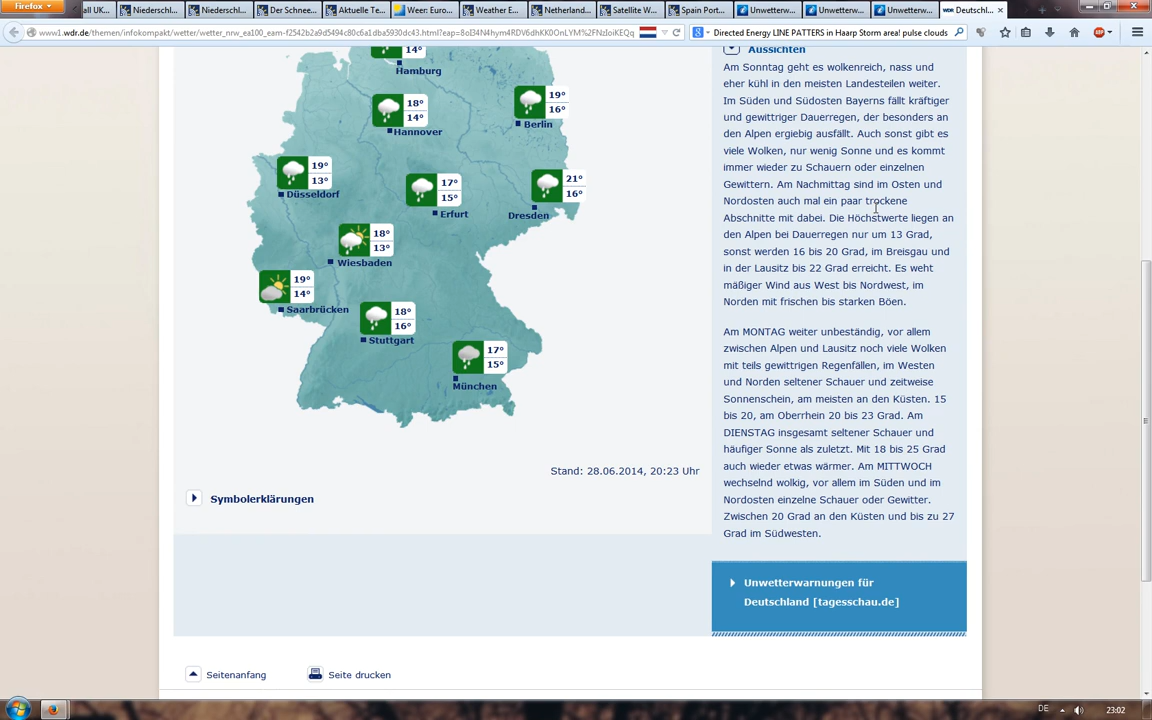 Firefox
all UK...
Niederschl...
Niederschl...
Der Schnee...
Aktuelle Te...
Ween: Euro...
Weather E...
Netherland...
Satellite W...
Spain Port...
Unwetterw...
Unwetterw...
Unwetterw...
Deutschl...
Directed Energy LINE PATTERS in Haarp Storm area! pulse clouds
14°
Hamburg
18°
14°
Hannover
19°
16°
Berlin
19°
13°
Düsseldorf
17°
15°
Erfurt
21°
16°
Dresden
18°
13°
Wiesbaden
19°
14°
Saarbrücken
18°
16°
Stuttgart
17°
15°
München
Stand: 28.06.2014, 20:23 Uhr
Symbolerklärungen
Aussichten
Am Sonntag geht es wolkenreich, nass und
eher kühl in den meisten Landesteilen weiter.
Im Süden und Südosten Bayerns fällt kräftiger
und gewittriger Dauerregen, der besonders an
den Alpen ergiebig ausfällt. Auch sonst gibt es
viele Wolken, nur wenig Sonne und es kommt
immer wieder zu Schauern oder einzelnen
Gewittern. Am Nachmittag sind im Osten und
Nordosten auch mal ein paar trockene
Abschnitte mit dabei. Die Höchstwerte liegen an
den Alpen bei Dauerregen nur um 13 Grad,
sonst werden 16 bis 20 Grad, im Breisgau und
in der Lausitz bis 22 Grad erreicht. Es weht
mäßiger Wind aus West bis Nordwest, im
Norden mit frischen bis starken Böen.
Am MONTAG weiter unbeständig, vor allem
zwischen Alpen und Lausitz noch viele Wolken
mit teils gewittrigen Regenfällen, im Westen
und Norden seltener Schauer und zeitweise
Sonnenschein, am meisten an den Küsten. 15
bis 20, am Oberrhein 20 bis 23 Grad. Am
DIENSTAG insgesamt seltener Schauer und
häufiger Sonne als zuletzt. Mit 18 bis 25 Grad
auch wieder etwas wärmer. Am MITTWOCH
wechselnd wolkig, vor allem im Süden und im
Nordosten einzelne Schauer oder Gewitter.
Zwischen 20 Grad an den Küsten und bis zu 27
Grad im Südwesten.
Unwetterwarnungen für
Deutschland [tagesschau.de]
Seitenanfang
Seite drucken
DE
23:02